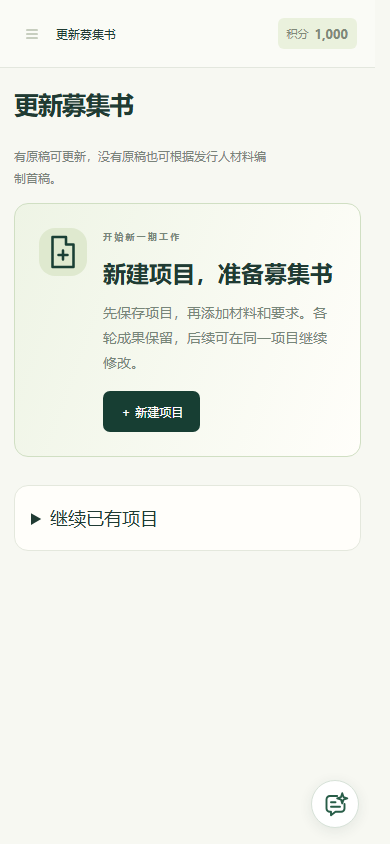 更新募集书
积分 1,000
更新募集书
有原稿可更新，没有原稿也可根据发行人材料编
制首稿。
开始新一期工作
新建项目，准备募集书
先保存项目，再添加材料和要求。各
轮成果保留，后续可在同一项目继续
修改。
+ 新建项目
▶ 继续已有项目